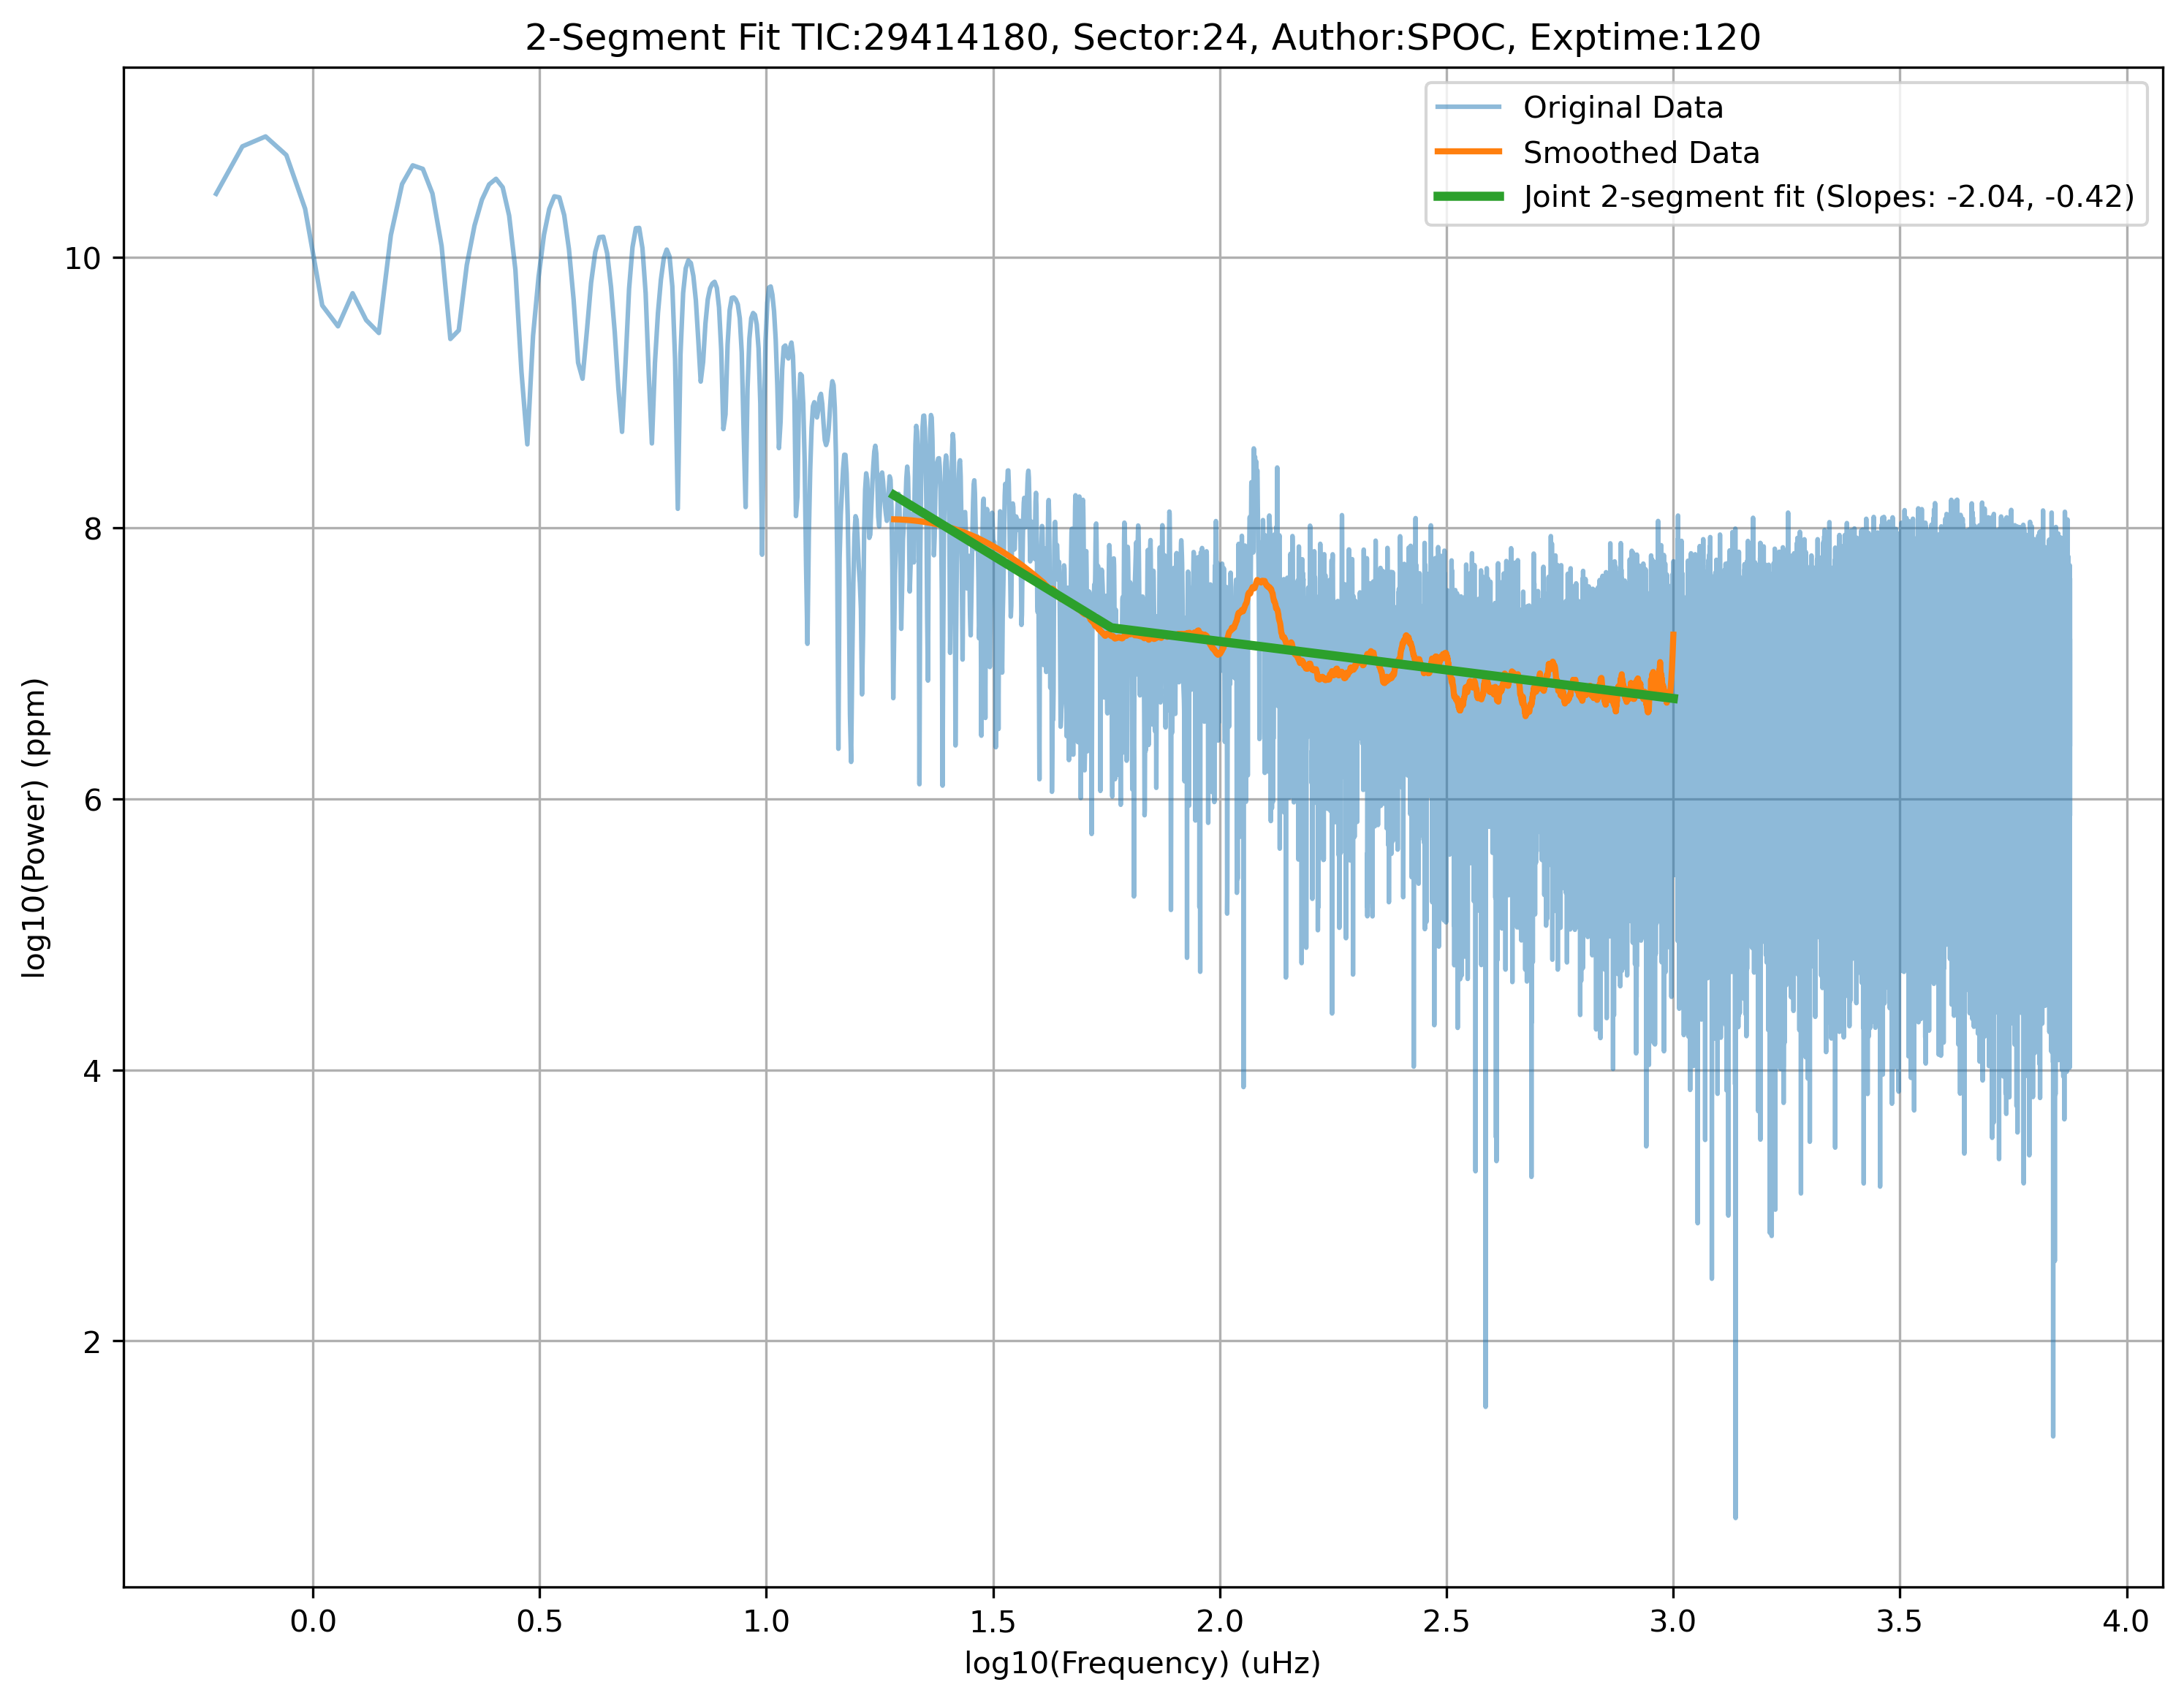 2-Segment Fit TIC:29414180, Sector:24, Author:SPOC, Exptime:120
Original Data
Smoothed Data
Joint 2-segment fit (Slopes: -2.04, -0.42)
log10(Power) (ppm)
10
8
6
4
2
0.0 0.5 1.0 1.5 2.0 2.5 3.0 3.5 4.0
log10(Frequency) (uHz)